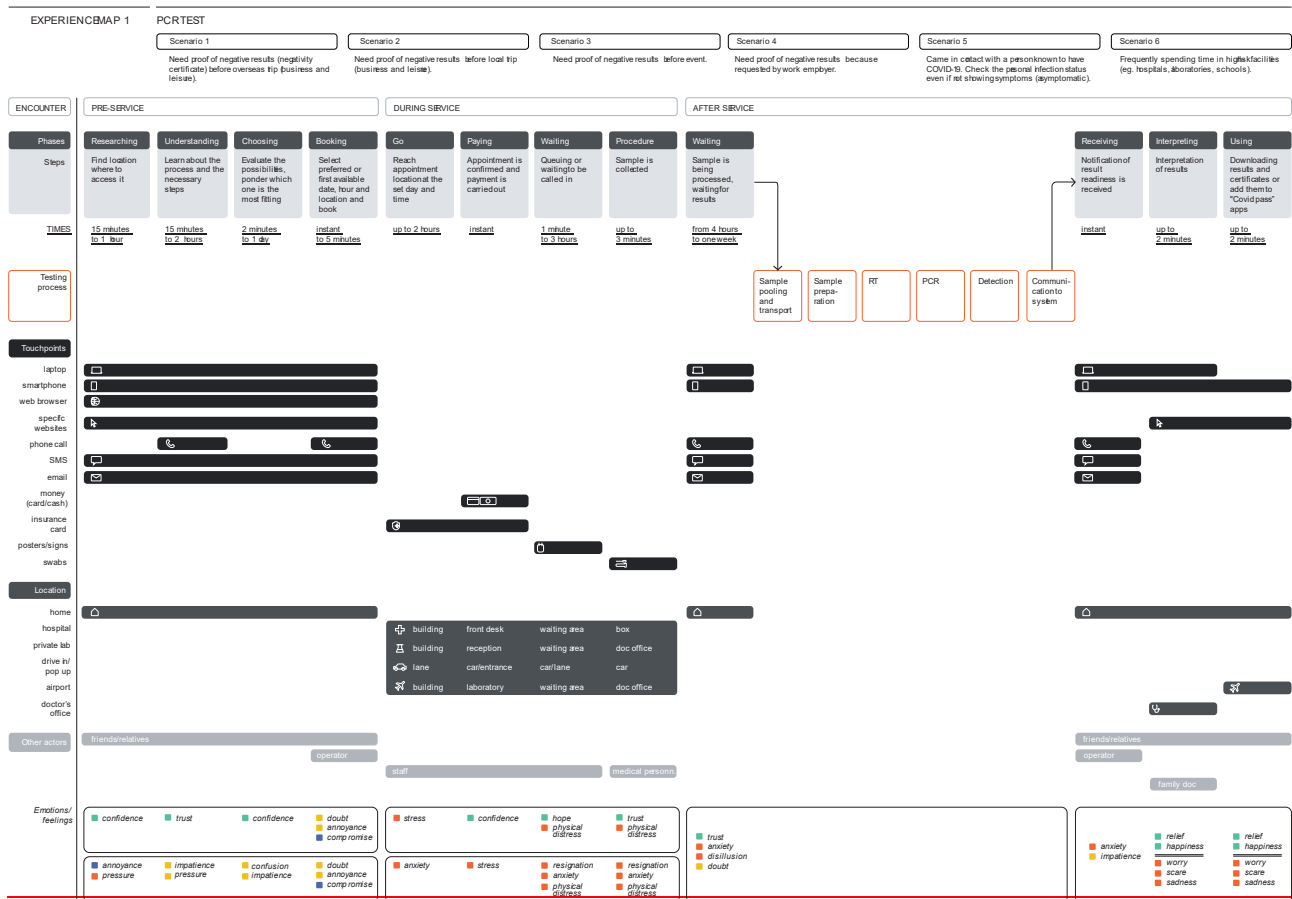 EXPERIENCE MAP 1
PCR TEST
Scenario 1
Need proof of negative results (negativity
certificate) before overseas trip (business and
leisure).
Scenario 2
Need proof of negative results before local trip
(business and leisure).
Scenario 3
Need proof of negative results before event.
Scenario 4
Need proof of negative results because
requested by work employer.
Scenario 5
Came in contact with a person known to have
COVID-19. Check the personal infection status
even if not showing symptoms (asymptomatic).
Scenario 6
Frequently spending time in high-risk facilities
(eg. hospitals, laboratories, schools).
ENCOUNTER
PRE-SERVICE
DURING SERVICE
AFTER SERVICE
Phases
Researching
Understanding
Choosing
Booking
Go
Paying
Waiting
Procedure
Waiting
Receiving
Interpreting
Using
Steps
Find location
where to
access it
Learn about the
process and the
necessary
steps
Evaluate the
possibilities,
ponder which
one is the
most fitting
Select
preferred or
first available
date, hour and
location and
book
Reach
appointment
location at the
set day and
time
Appointment is
confirmed and
payment is
carried out
Queuing or
waiting to be
called in
Sample is
collected
Sample is
being
processed,
waiting for
results
Notification of
result
readiness is
received
Interpretation
of results
Downloading
results and
certificates or
add them to
"Covid pass"
apps
TIMES
15 minutes
to 1 hour
15 minutes
to 2 hours
2 minutes
to 1 day
instant
to 5 minutes
up to 2 hours
instant
1 minute
to 3 hours
up to
3 minutes
from 4 hours
to one week
instant
up to
2 minutes
up to
2 minutes
Testing
process
Sample
pooling
and
transport
Sample
prepa-
ration
RT
PCR
Detection
Communi-
cation to
system
Touchpoints
laptop
smartphone
web browser
specific
websites
phone call
SMS
email
money
(card/cash)
insurance
card
posters/signs
swabs
Location
home
hospital
building
front desk
waiting area
box
private lab
building
reception
waiting area
doc office
drive in/
pop up
lane
car/entrance
car/lane
car
airport
building
laboratory
waiting area
doc office
doctor's
office
Other actors
friends/relatives
friends/relatives
operator
operator
staff
medical personn.
family doc
Emotions/
feelings
confidence
trust
confidence
doubt
annoyance
compromise
stress
confidence
hope
physical
distress
trust
physical
distress
annoyance
pressure
impatience
pressure
confusion
impatience
doubt
annoyance
compromise
anxiety
stress
resignation
anxiety
physical
distress
resignation
anxiety
physical
distress
trust
anxiety
disillusion
doubt
anxiety
impatience
relief
happiness
worry
scare
sadness
relief
happiness
worry
scare
sadness